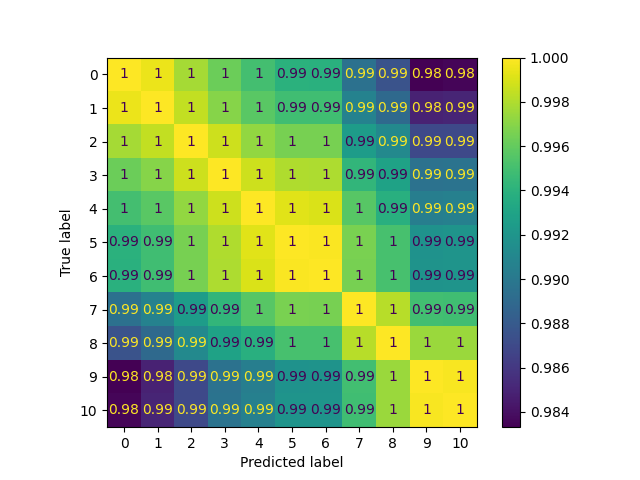 0 1 1 1 1 1 0.99 0.99 0.99 0.99 0.98 0.98
1 1 1 1 1 1 0.99 0.99 0.99 0.99 0.98 0.99
2 1 1 1 1 1 1 1 0.99 0.99 0.99 0.99
3 1 1 1 1 1 1 1 0.99 0.99 0.99 0.99
4 1 1 1 1 1 1 1 1 0.99 0.99 0.99
5 0.99 0.99 1 1 1 1 1 1 1 0.99 0.99
6 0.99 0.99 1 1 1 1 1 1 1 0.99 0.99
7 0.99 0.99 0.99 0.99 1 1 1 1 1 0.99 0.99
8 0.99 0.99 0.99 0.99 0.99 1 1 1 1 1 1
9 0.98 0.98 0.99 0.99 0.99 0.99 0.99 0.99 1 1 1
10 0.98 0.99 0.99 0.99 0.99 0.99 0.99 0.99 1 1 1
0 1 2 3 4 5 6 7 8 9 10
Predicted label
True label
1.000
0.998
0.996
0.994
0.992
0.990
0.988
0.986
0.984